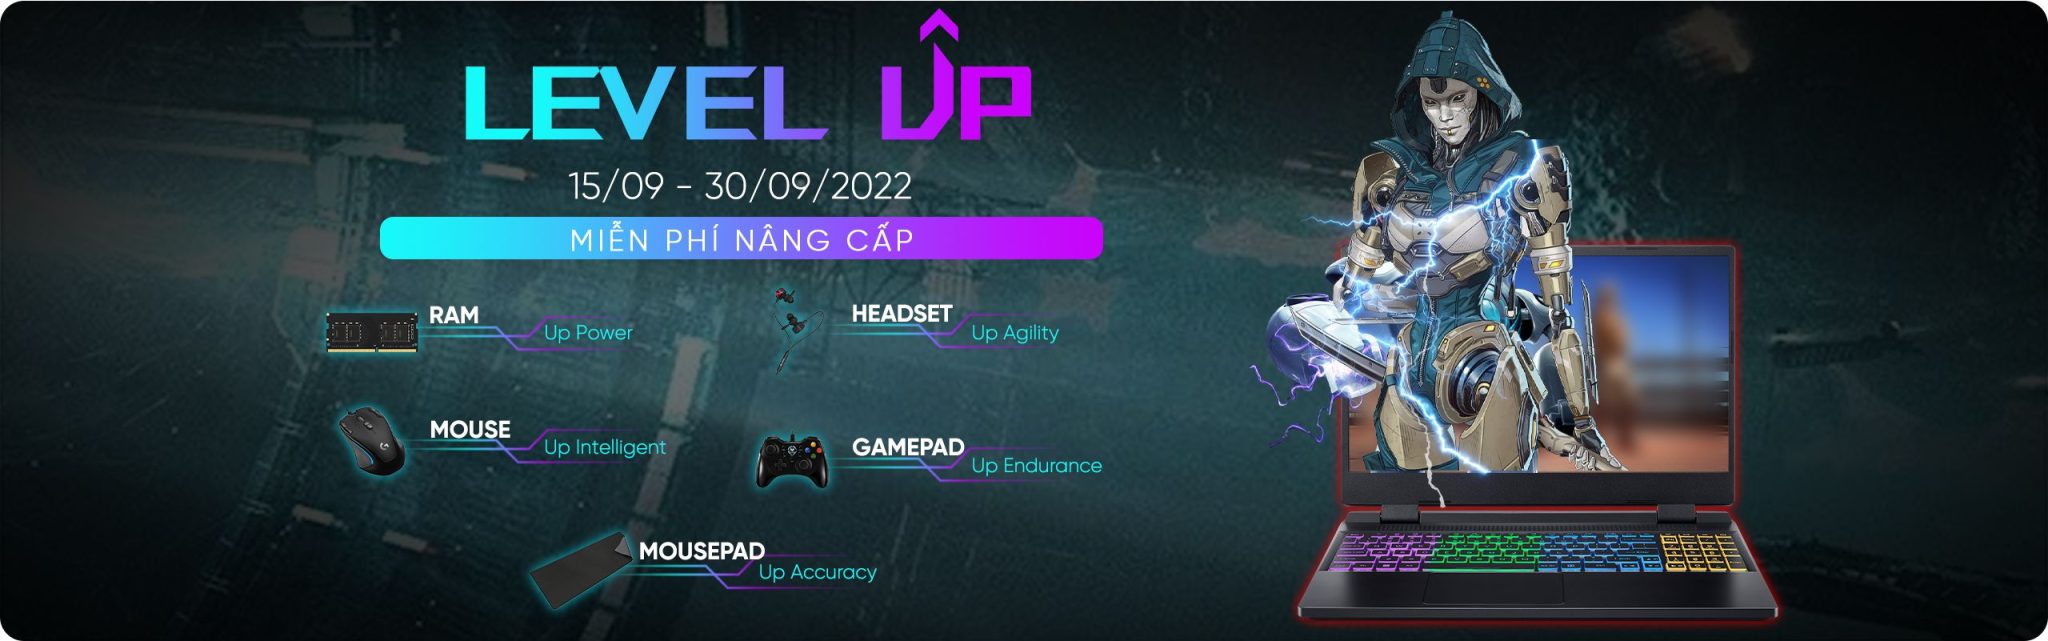 LEVEL UP
15/09 - 30/09/2022
MIỄN PHÍ NÂNG CẤP
RAM
Up Power
HEADSET
Up Agility
MOUSE
Up Intelligent
GAMEPAD
Up Endurance
MOUSEPAD
Up Accuracy